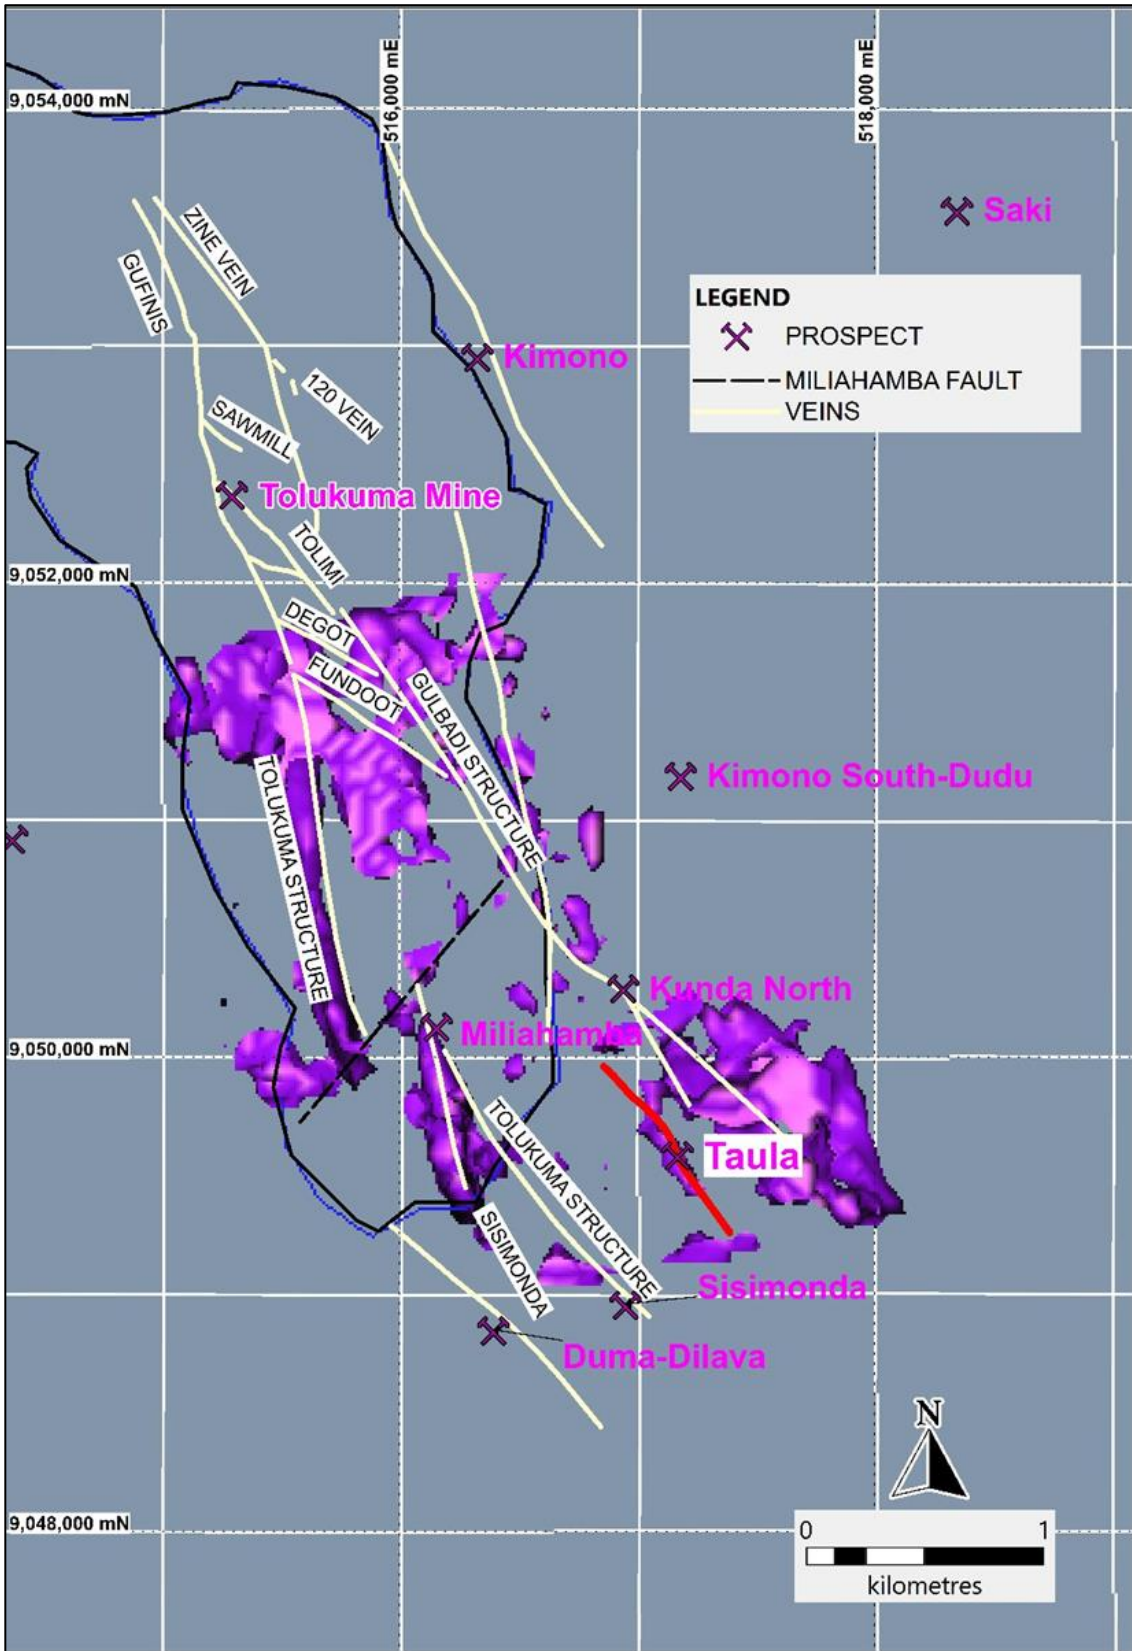 516,000 mE
518,000 mE
9,054,000 mN
Saki
ZINE VEIN
GUFINIS
LEGEND
PROSPECT
MILIAHAMBA FAULT
VEINS
Kimono
120 VEIN
SAWMILL
Tolukuma Mine
TOLIMI
9,052,000 mN
DEGOT
FUNDOOT
GULBADI STRUCTURE
Kimono South-Dudu
TOLUKUMA STRUCTURE
Kunda North
Miliahamba
9,050,000 mN
TOLUKUMA STRUCTURE
Taula
SISIMONDA
Sisimonda
Duma-Dilava
N
9,048,000 mN
0 1
kilometres